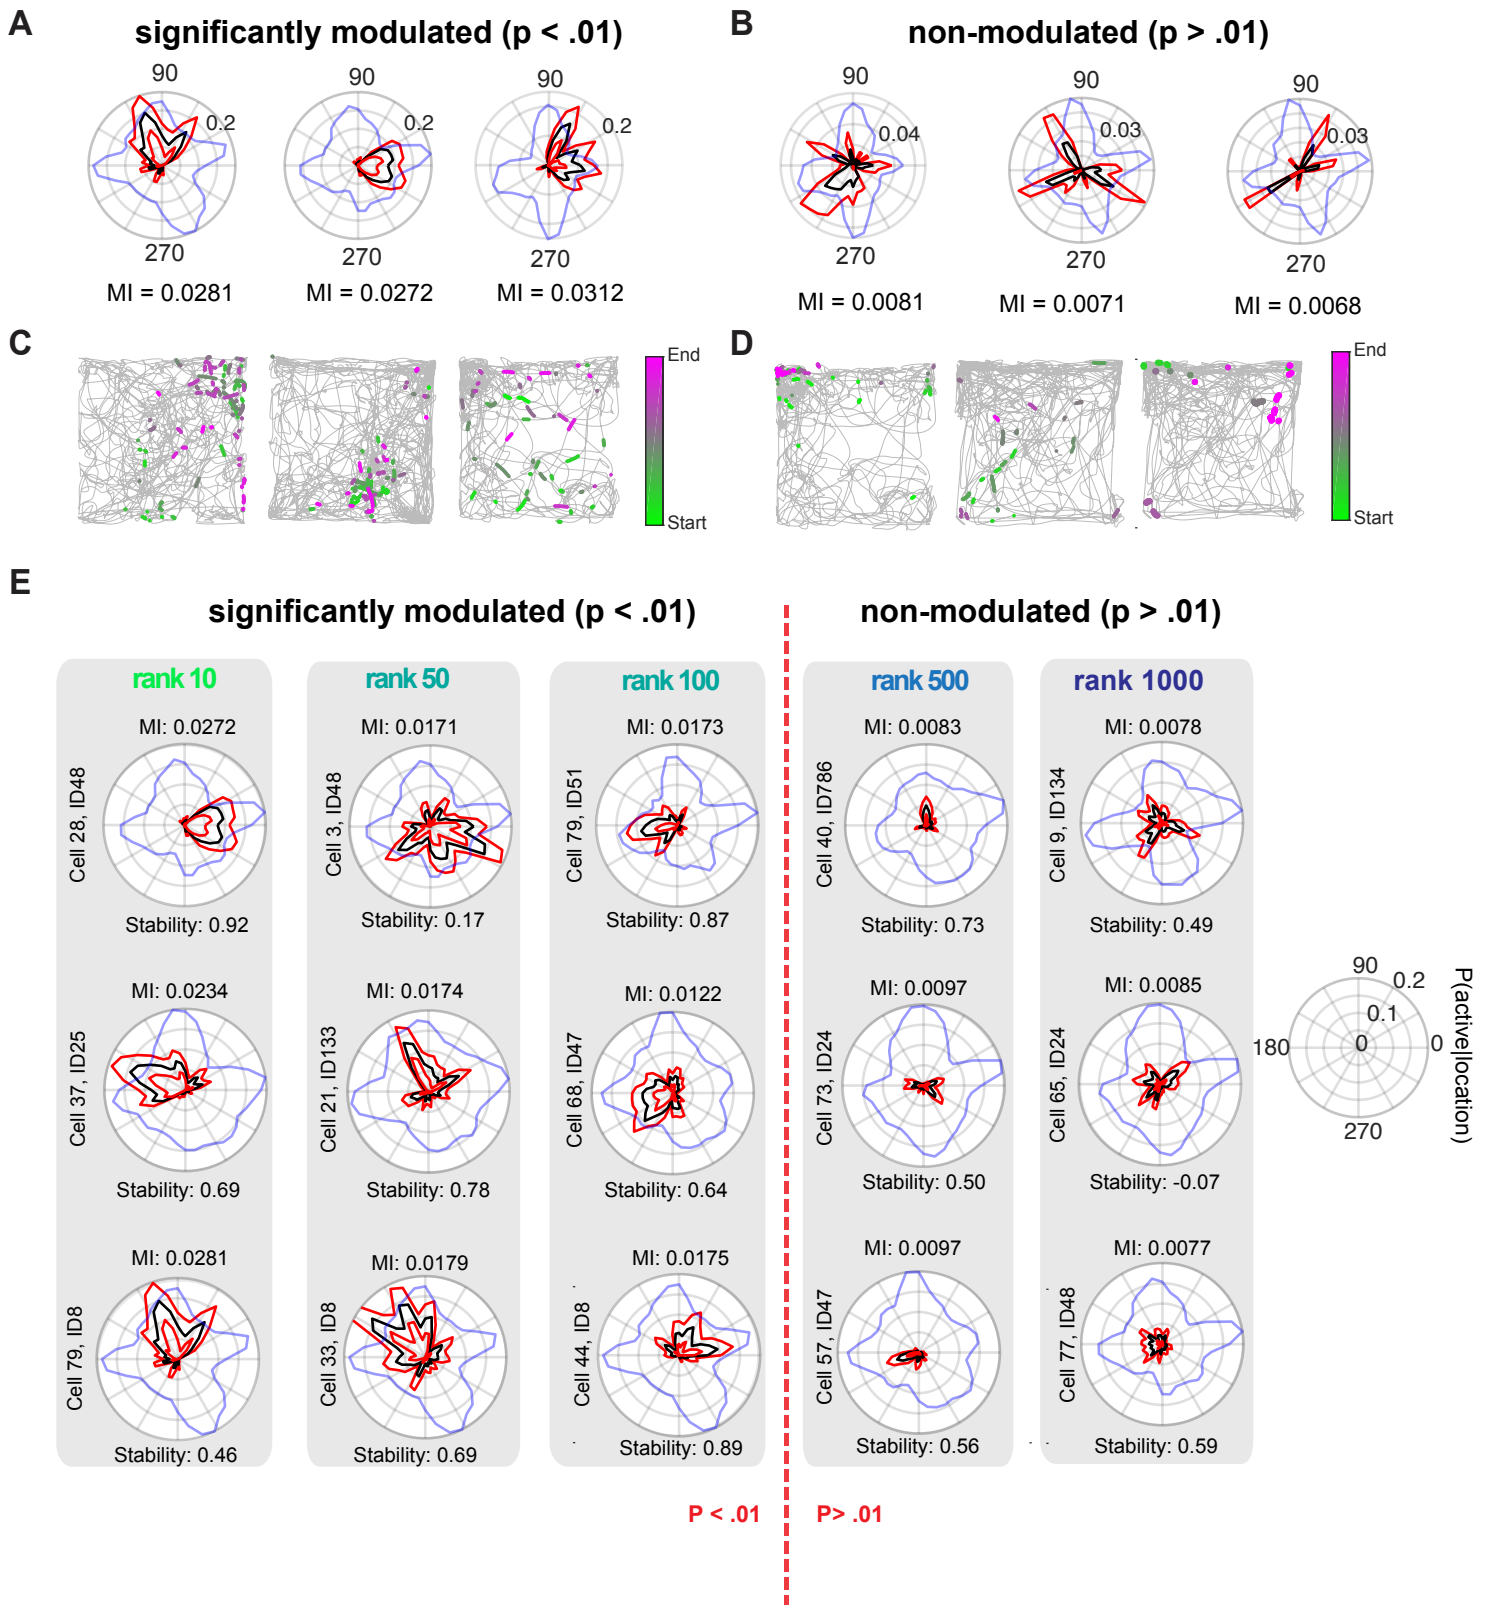 A
significantly modulated (p < .01)
B
non-modulated (p > .01)
90
0.2
270
MI = 0.0281
90
0.2
270
MI = 0.0272
90
0.2
270
MI = 0.0312
90
0.04
270
MI = 0.0081
90
0.03
270
MI = 0.0071
90
0.03
270
MI = 0.0068
C
End
Start
D
End
Start
E
significantly modulated (p < .01)
non-modulated (p > .01)
rank 10
MI: 0.0272
Cell 28, ID48
Stability: 0.92
MI: 0.0234
Cell 37, ID25
Stability: 0.69
MI: 0.0281
Cell 79, ID8
Stability: 0.46
rank 50
MI: 0.0171
Cell 3, ID48
Stability: 0.17
MI: 0.0174
Cell 21, ID133
Stability: 0.78
MI: 0.0179
Cell 33, ID8
Stability: 0.69
rank 100
MI: 0.0173
Cell 79, ID51
Stability: 0.87
MI: 0.0122
Cell 68, ID47
Stability: 0.64
MI: 0.0175
Cell 44, ID8
Stability: 0.89
rank 500
MI: 0.0083
Cell 40, ID786
Stability: 0.73
MI: 0.0097
Cell 73, ID24
Stability: 0.50
MI: 0.0097
Cell 57, ID47
Stability: 0.56
rank 1000
MI: 0.0078
Cell 9, ID134
Stability: 0.49
MI: 0.0085
Cell 65, ID24
Stability: -0.07
MI: 0.0077
Cell 77, ID48
Stability: 0.59
90
0.2
0.1
180
0
0
270
P(active|location)
P < .01
P> .01